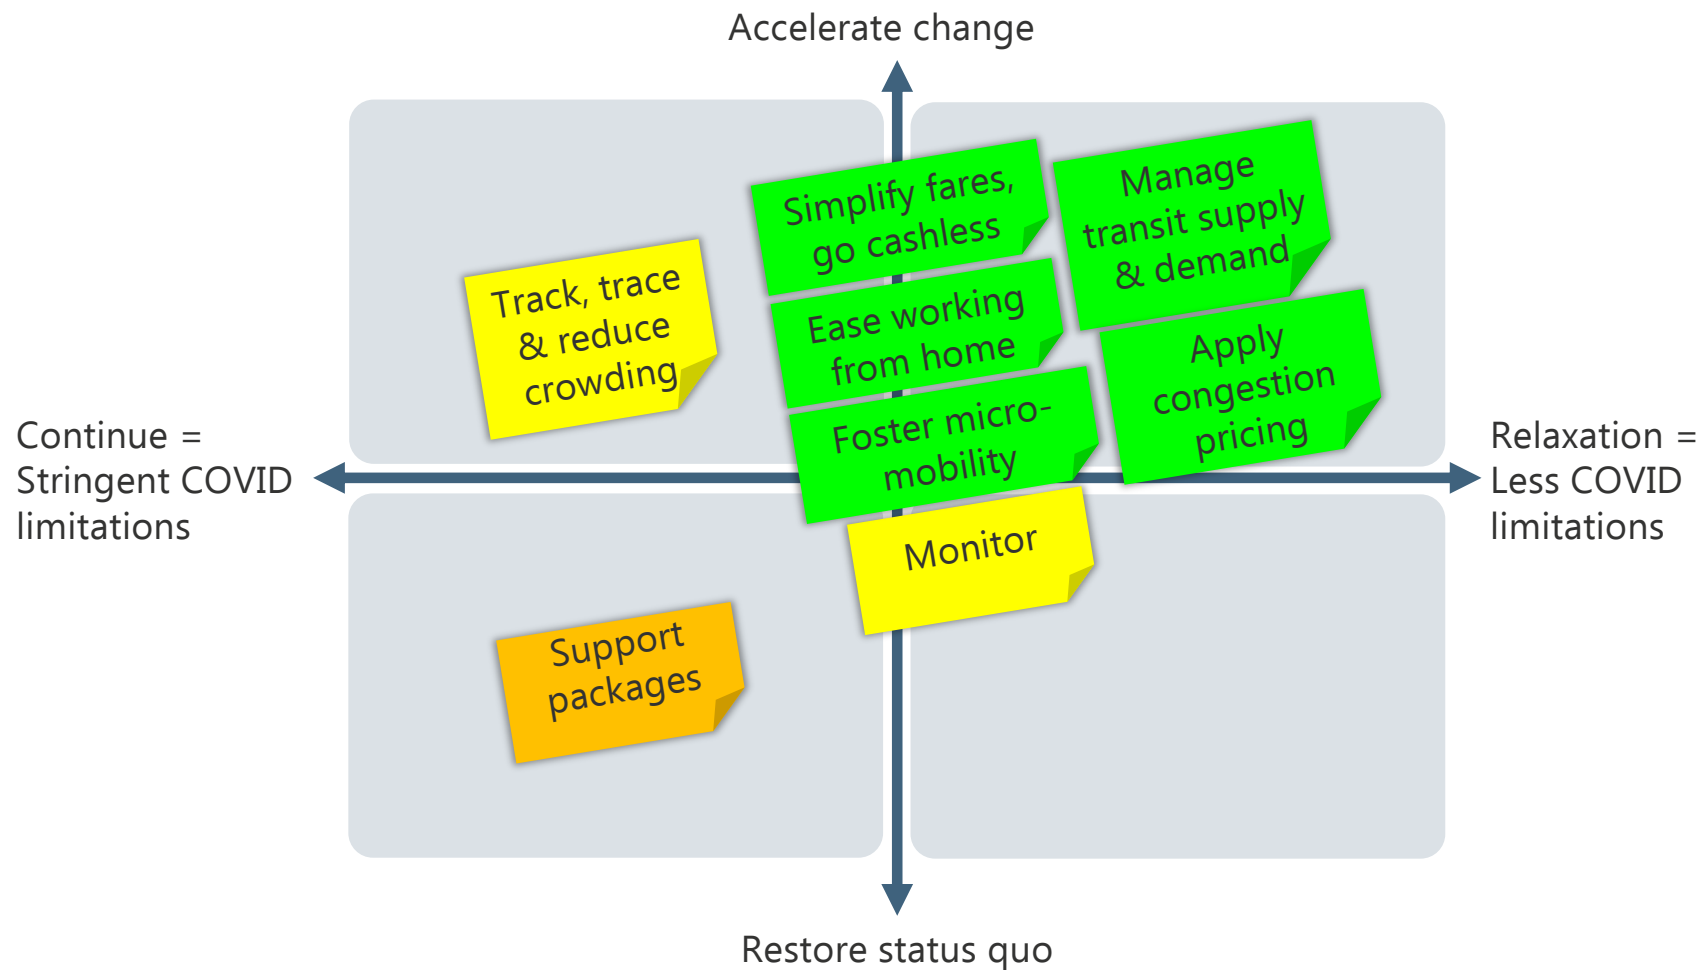 Accelerate change
Simplify fares,
go cashless
Manage
transit supply
& demand
Track, trace
& reduce
crowding
Ease working
from home
Apply
congestion
pricing
Foster micro-
mobility
Continue =
Stringent COVID
limitations
Relaxation =
Less COVID
limitations
Monitor
Support
packages
Restore status quo